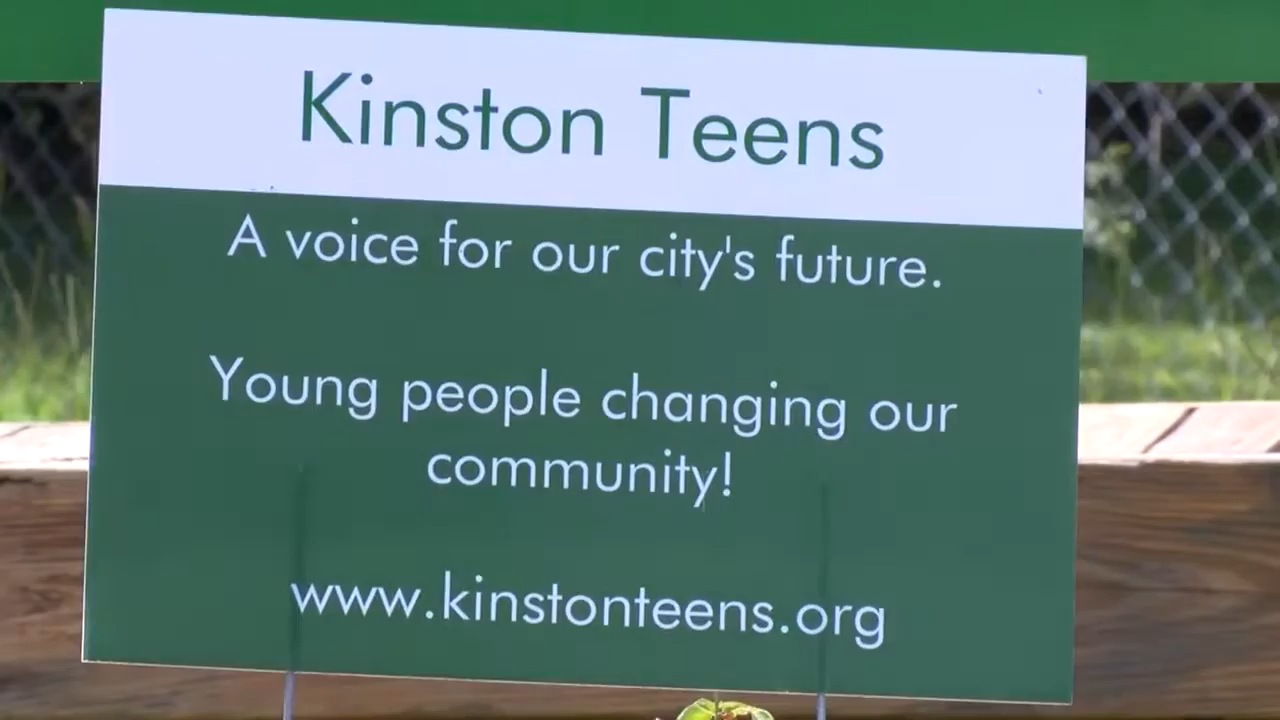 Kinston Teens
A voice for our city's future.
Young people changing our
community!
www.kinstonteens.org